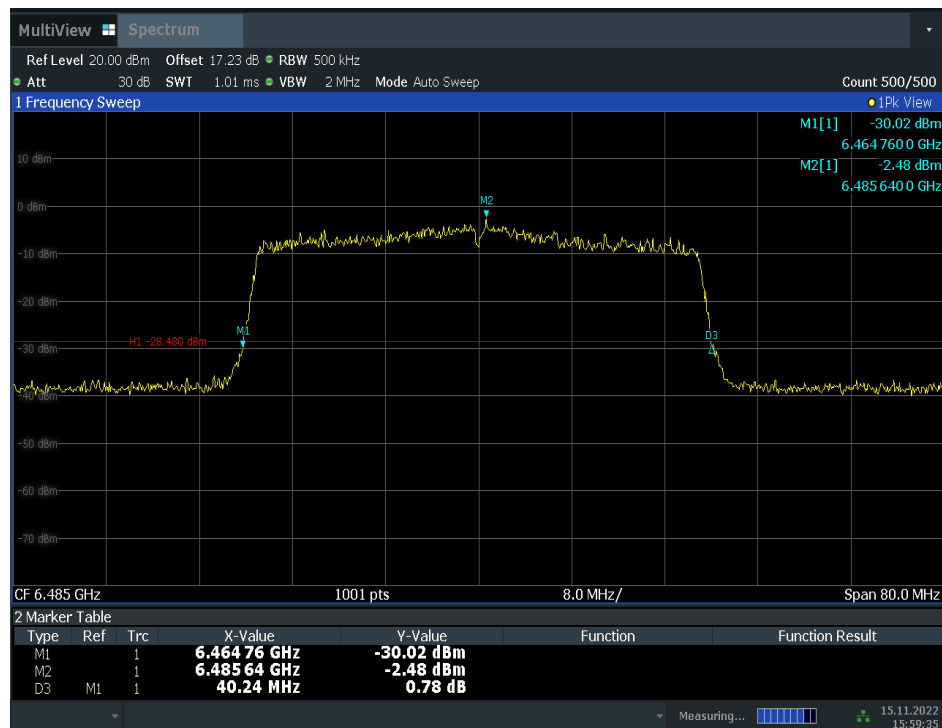 MultiView Spectrum
Ref Level 20.00 dBm Offset 17.23 dB RBW 500 kHz
Att 30 dB SWT 1.01 ms VBW 2 MHz Mode Auto Sweep Count 500/500
1 Frequency Sweep 1Pk View
M1[1] -30.02 dBm
6.464 760 0 GHz
M2[1] -2.48 dBm
6.485 640 0 GHz
10 dBm
0 dBm
M2
-10 dBm
-20 dBm
M1
D3
H1 -28.480 dBm
-30 dBm
-40 dBm
-50 dBm
-60 dBm
-70 dBm
CF 6.485 GHz 1001 pts 8.0 MHz/ Span 80.0 MHz
2 Marker Table
Type Ref Trc X-Value Y-Value Function Function Result
M1 1 6.464 76 GHz -30.02 dBm
M2 1 6.485 64 GHz -2.48 dBm
D3 M1 1 40.24 MHz 0.78 dB
Measuring... 15.11.2022
15:59:35